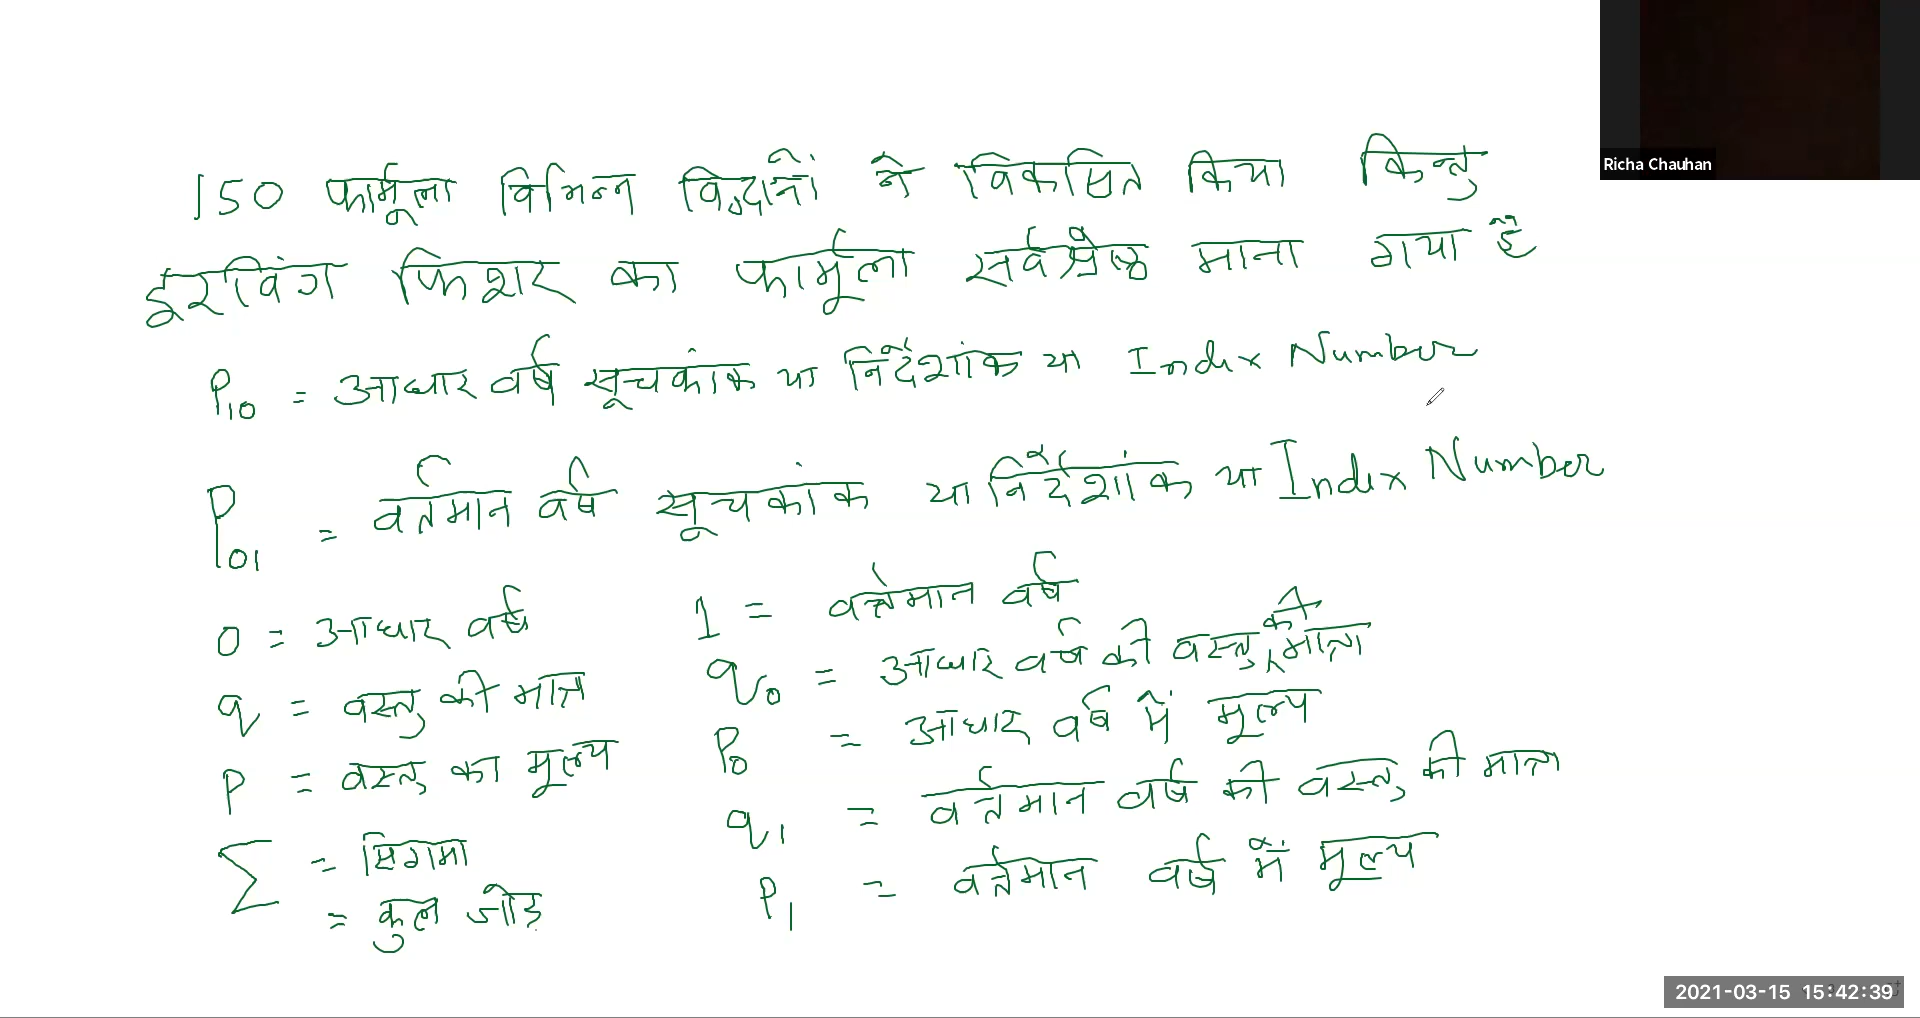 Richa Chauhan
150 फार्मूला विभिन्न विद्वानों ने विकसित किया किन्तु
इरविंग फिशर का फार्मूला सर्वश्रेष्ठ माना गया है
P10 = आधार वर्ष सूचकांक या निर्देशांक या Index Number
P01 = वर्तमान वर्ष सूचकांक या निर्देशांक या Index Number
0 = आधार वर्ष 1 = वर्त्तमान वर्ष
q = वस्तु की मात्रा q0 = आधार वर्ष की वस्तु की मात्रा
P = वस्तु का मूल्य P0 = आधार वर्ष में मूल्य
Σ = सिगमा q1 = वर्तमान वर्ष की वस्तु की मात्रा
= कुल जोड़ P1 = वर्तमान वर्ष में मूल्य
2021-03-15 15:42:39